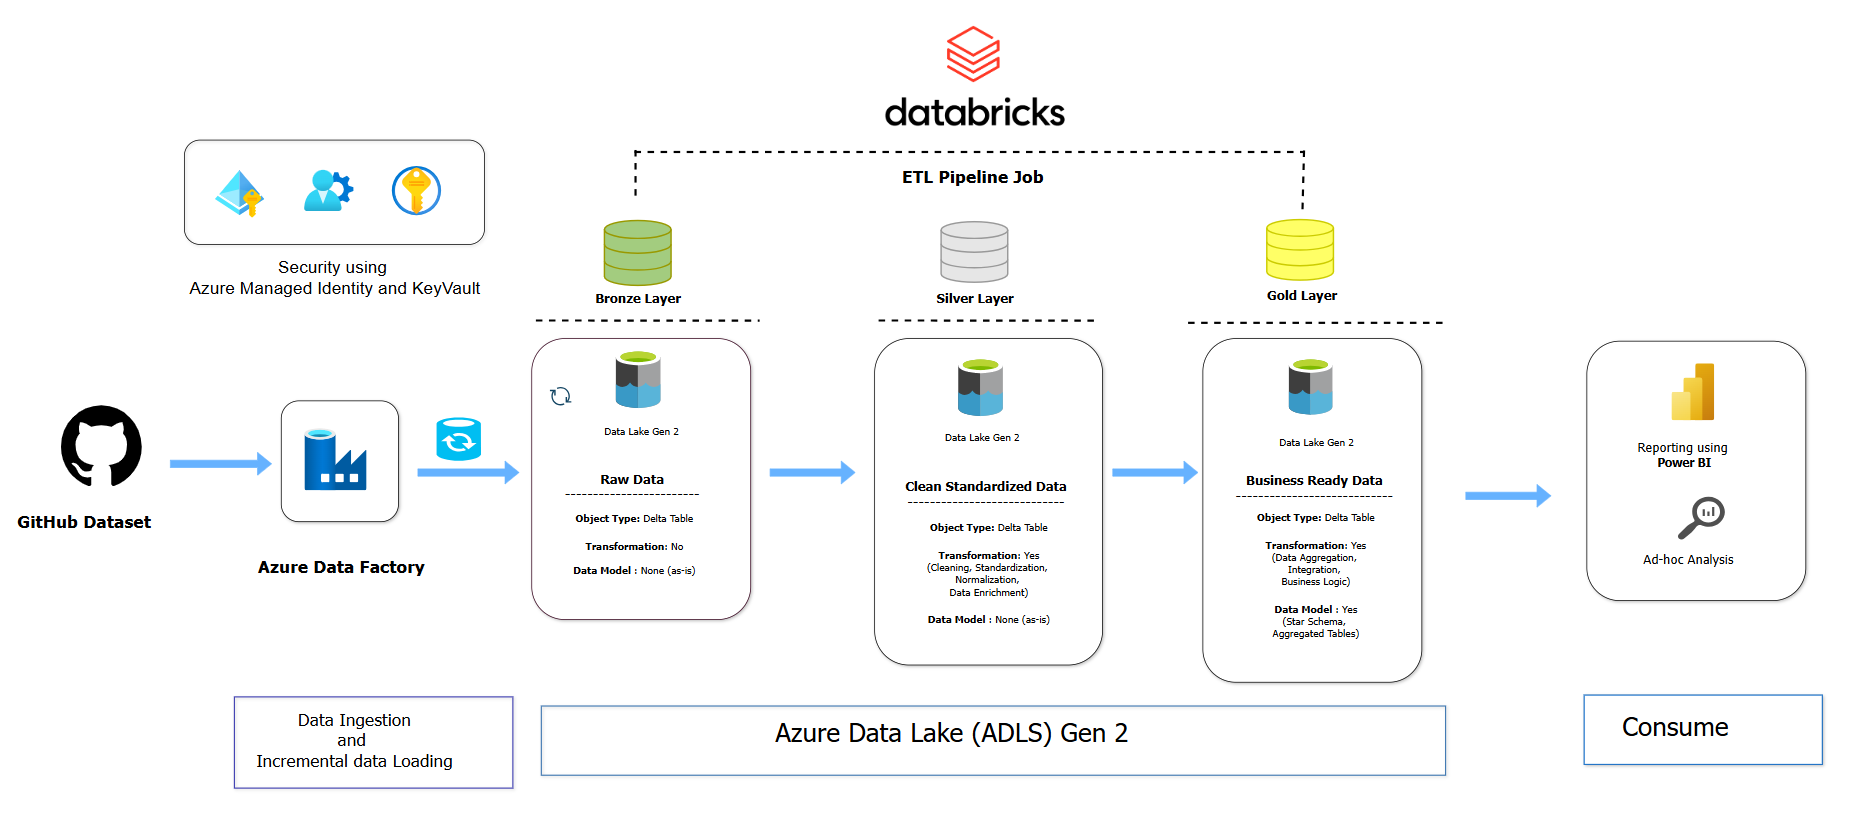 databricks
ETL Pipeline Job
Security using
Azure Managed Identity and KeyVault
Bronze Layer
Silver Layer
Gold Layer
GitHub Dataset
Azure Data Factory
Data Lake Gen 2
Raw Data
Object Type: Delta Table
Transformation: No
Data Model : None (as-is)
Data Lake Gen 2
Clean Standardized Data
Object Type: Delta Table
Transformation: Yes
(Cleaning, Standardization,
Normalization,
Data Enrichment)
Data Model : None (as-is)
Data Lake Gen 2
Business Ready Data
Object Type: Delta Table
Transformation: Yes
(Data Aggregation,
Integration,
Business Logic)
Data Model : Yes
(Star Schema,
Aggregated Tables)
Reporting using
Power BI
Ad-hoc Analysis
Data Ingestion
and
Incremental data Loading
Azure Data Lake (ADLS) Gen 2
Consume